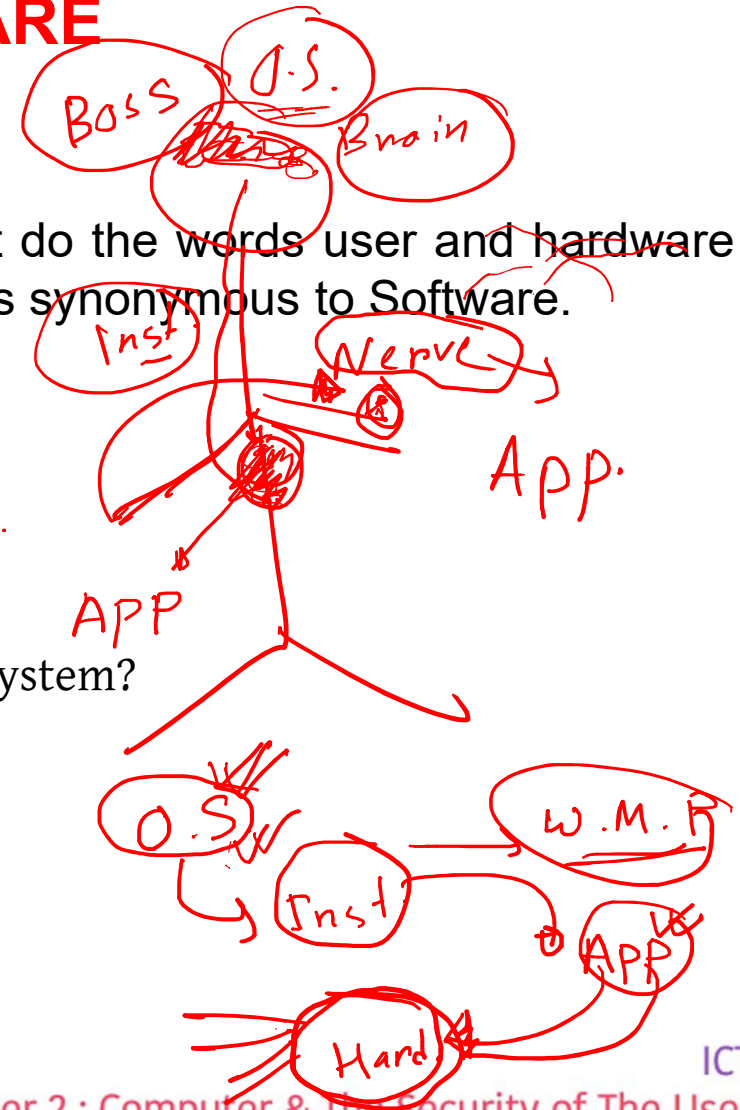 ARE
Boss
O.S.
Brain
t do the words user and hardware
s synonymous to Software.
Inst
Nerve
App.
APP
ystem?
O.S
Inst
W.M.P
App
Hard
ICT
er 2 : Computer & The Security of The Use